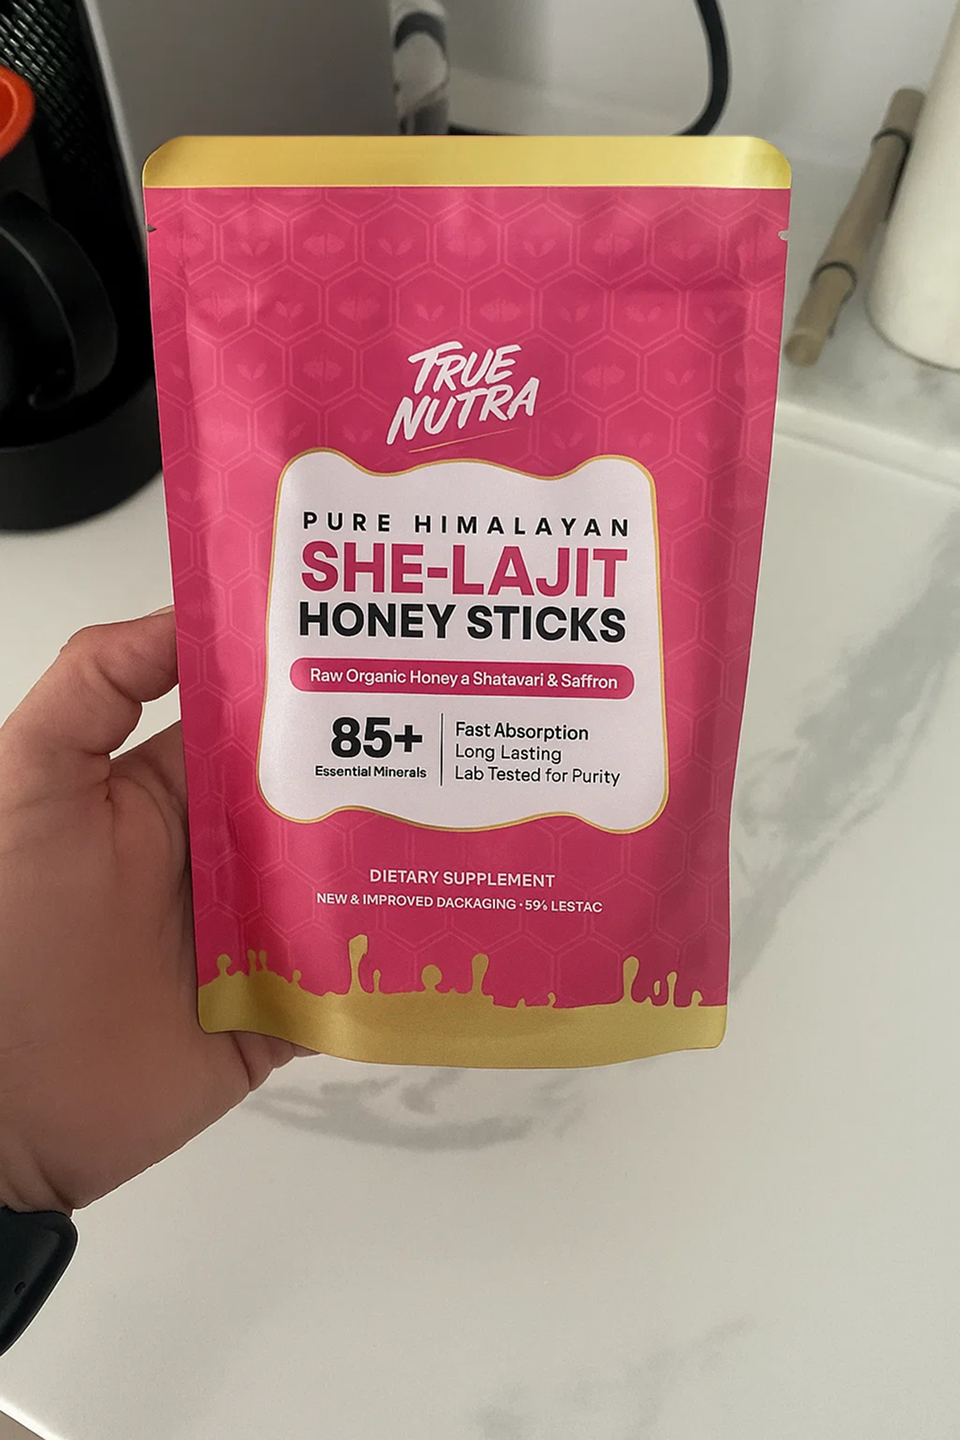 TRUE
NUTRA
PURE HIMALAYAN
SHE-LAJIT
HONEY STICKS
Raw Organic Honey a Shatavari & Saffron
85+
Essential Minerals
Fast Absorption
Long Lasting
Lab Tested for Purity
DIETARY SUPPLEMENT
NEW & IMPROVED DACKAGING · 59% LESTAC